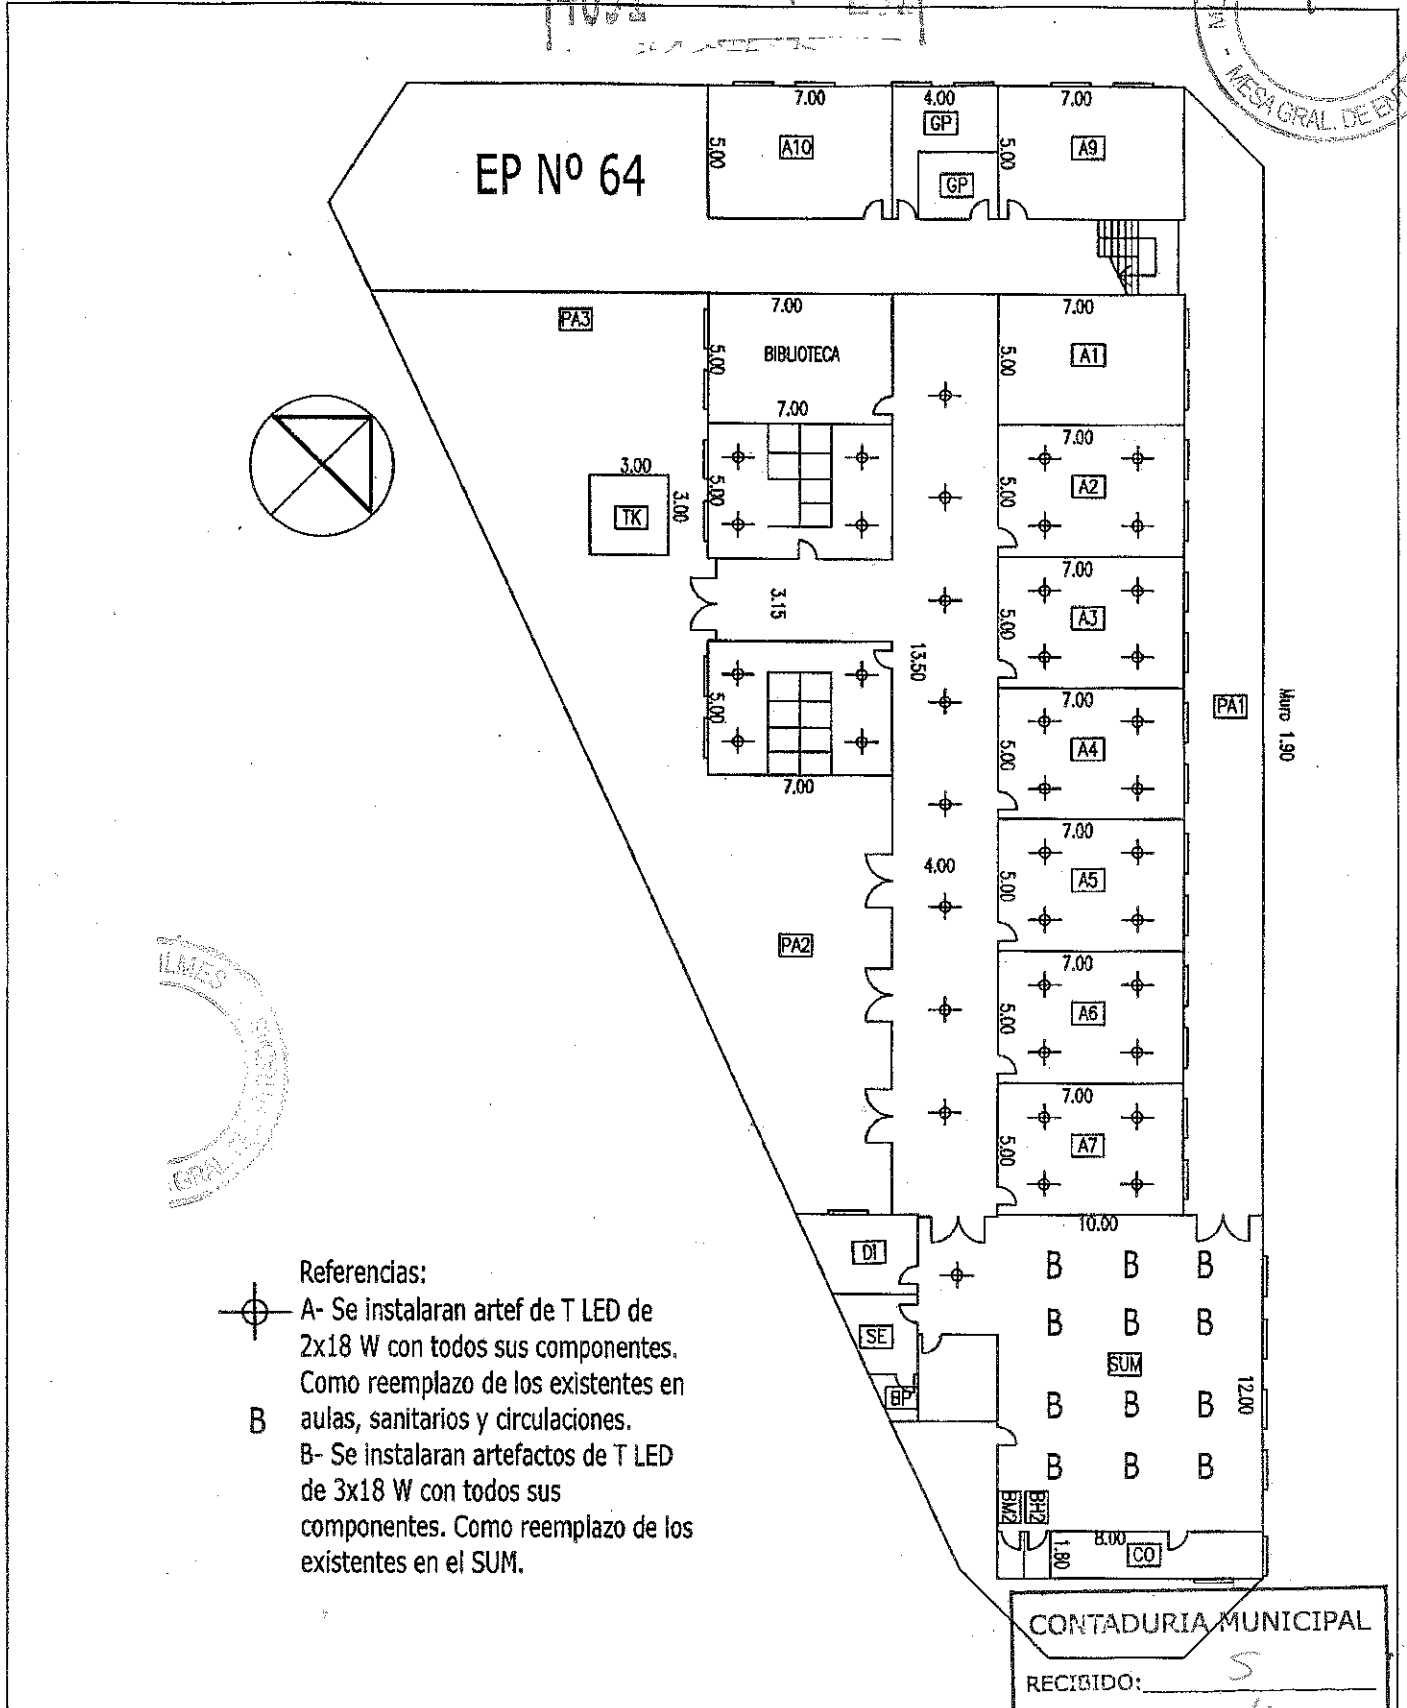 MESA GRAL. DE
EP Nº 64
7.00
4.00
7.00
GP
5.00
A10
5.00
A9
GP
PA3
7.00
7.00
BIBLIOTECA
5.00
5.00
A1
7.00
7.00
3.00
5.00
A2
5.00
TK
3.00
7.00
3.15
A3
5.00
13.50
7.00
PA1
Muro 1.90
5.00
A4
5.00
7.00
7.00
4.00
A5
5.00
PA2
7.00
A6
5.00
7.00
A7
5.00
ILMES
GRAL
10.00
DI
B B B
B B B
SE
SUM
BP
B B B
12.00
B B B
BM2
BH2
8.00
1.80
CO
Referencias:
A- Se instalaran artef de T LED de
2x18 W con todos sus componentes.
Como reemplazo de los existentes en
B aulas, sanitarios y circulaciones.
B- Se instalaran artefactos de T LED
de 3x18 W con todos sus
componentes. Como reemplazo de los
existentes en el SUM.
CONTADURIA MUNICIPAL
RECIBIDO: